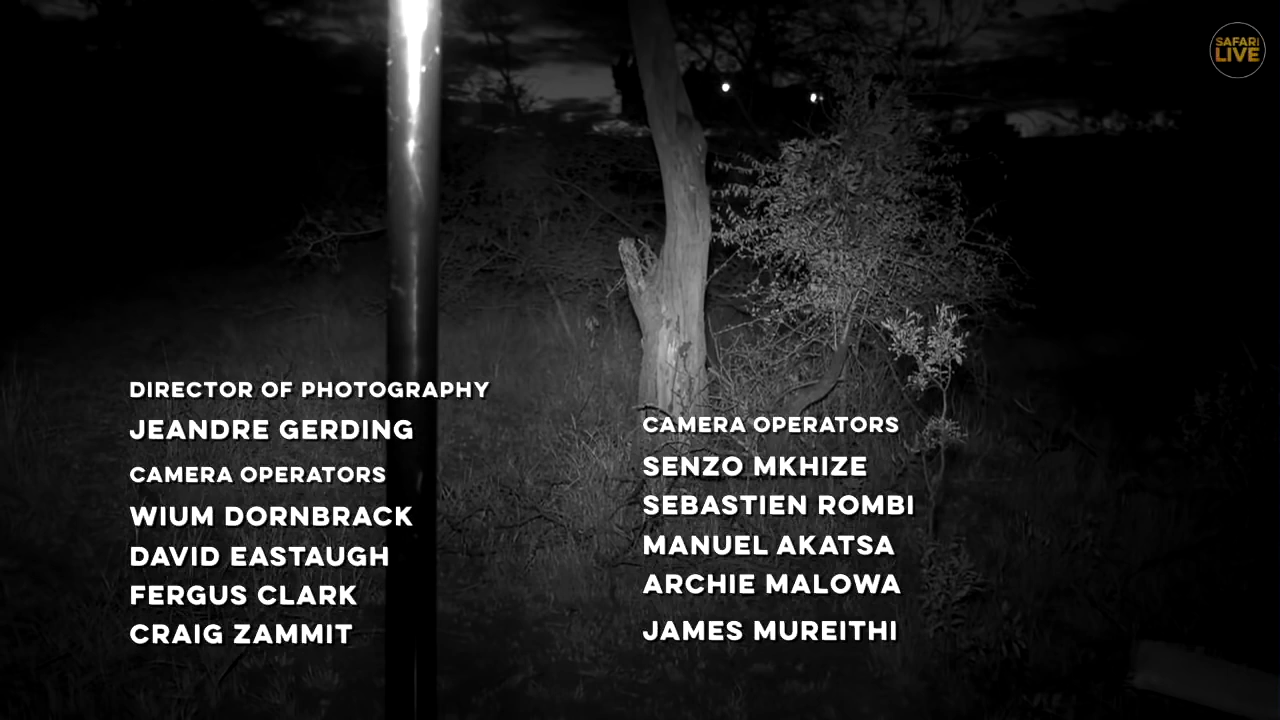 SAFARI
LIVE
DIRECTOR OF PHOTOGRAPHY
JEANDRE GERDING
CAMERA OPERATORS
WIUM DORNBRACK
DAVID EASTAUGH
FERGUS CLARK
CRAIG ZAMMIT
CAMERA OPERATORS
SENZO MKHIZE
SEBASTIEN ROMBI
MANUEL AKATSA
ARCHIE MALOWA
JAMES MUREITHI